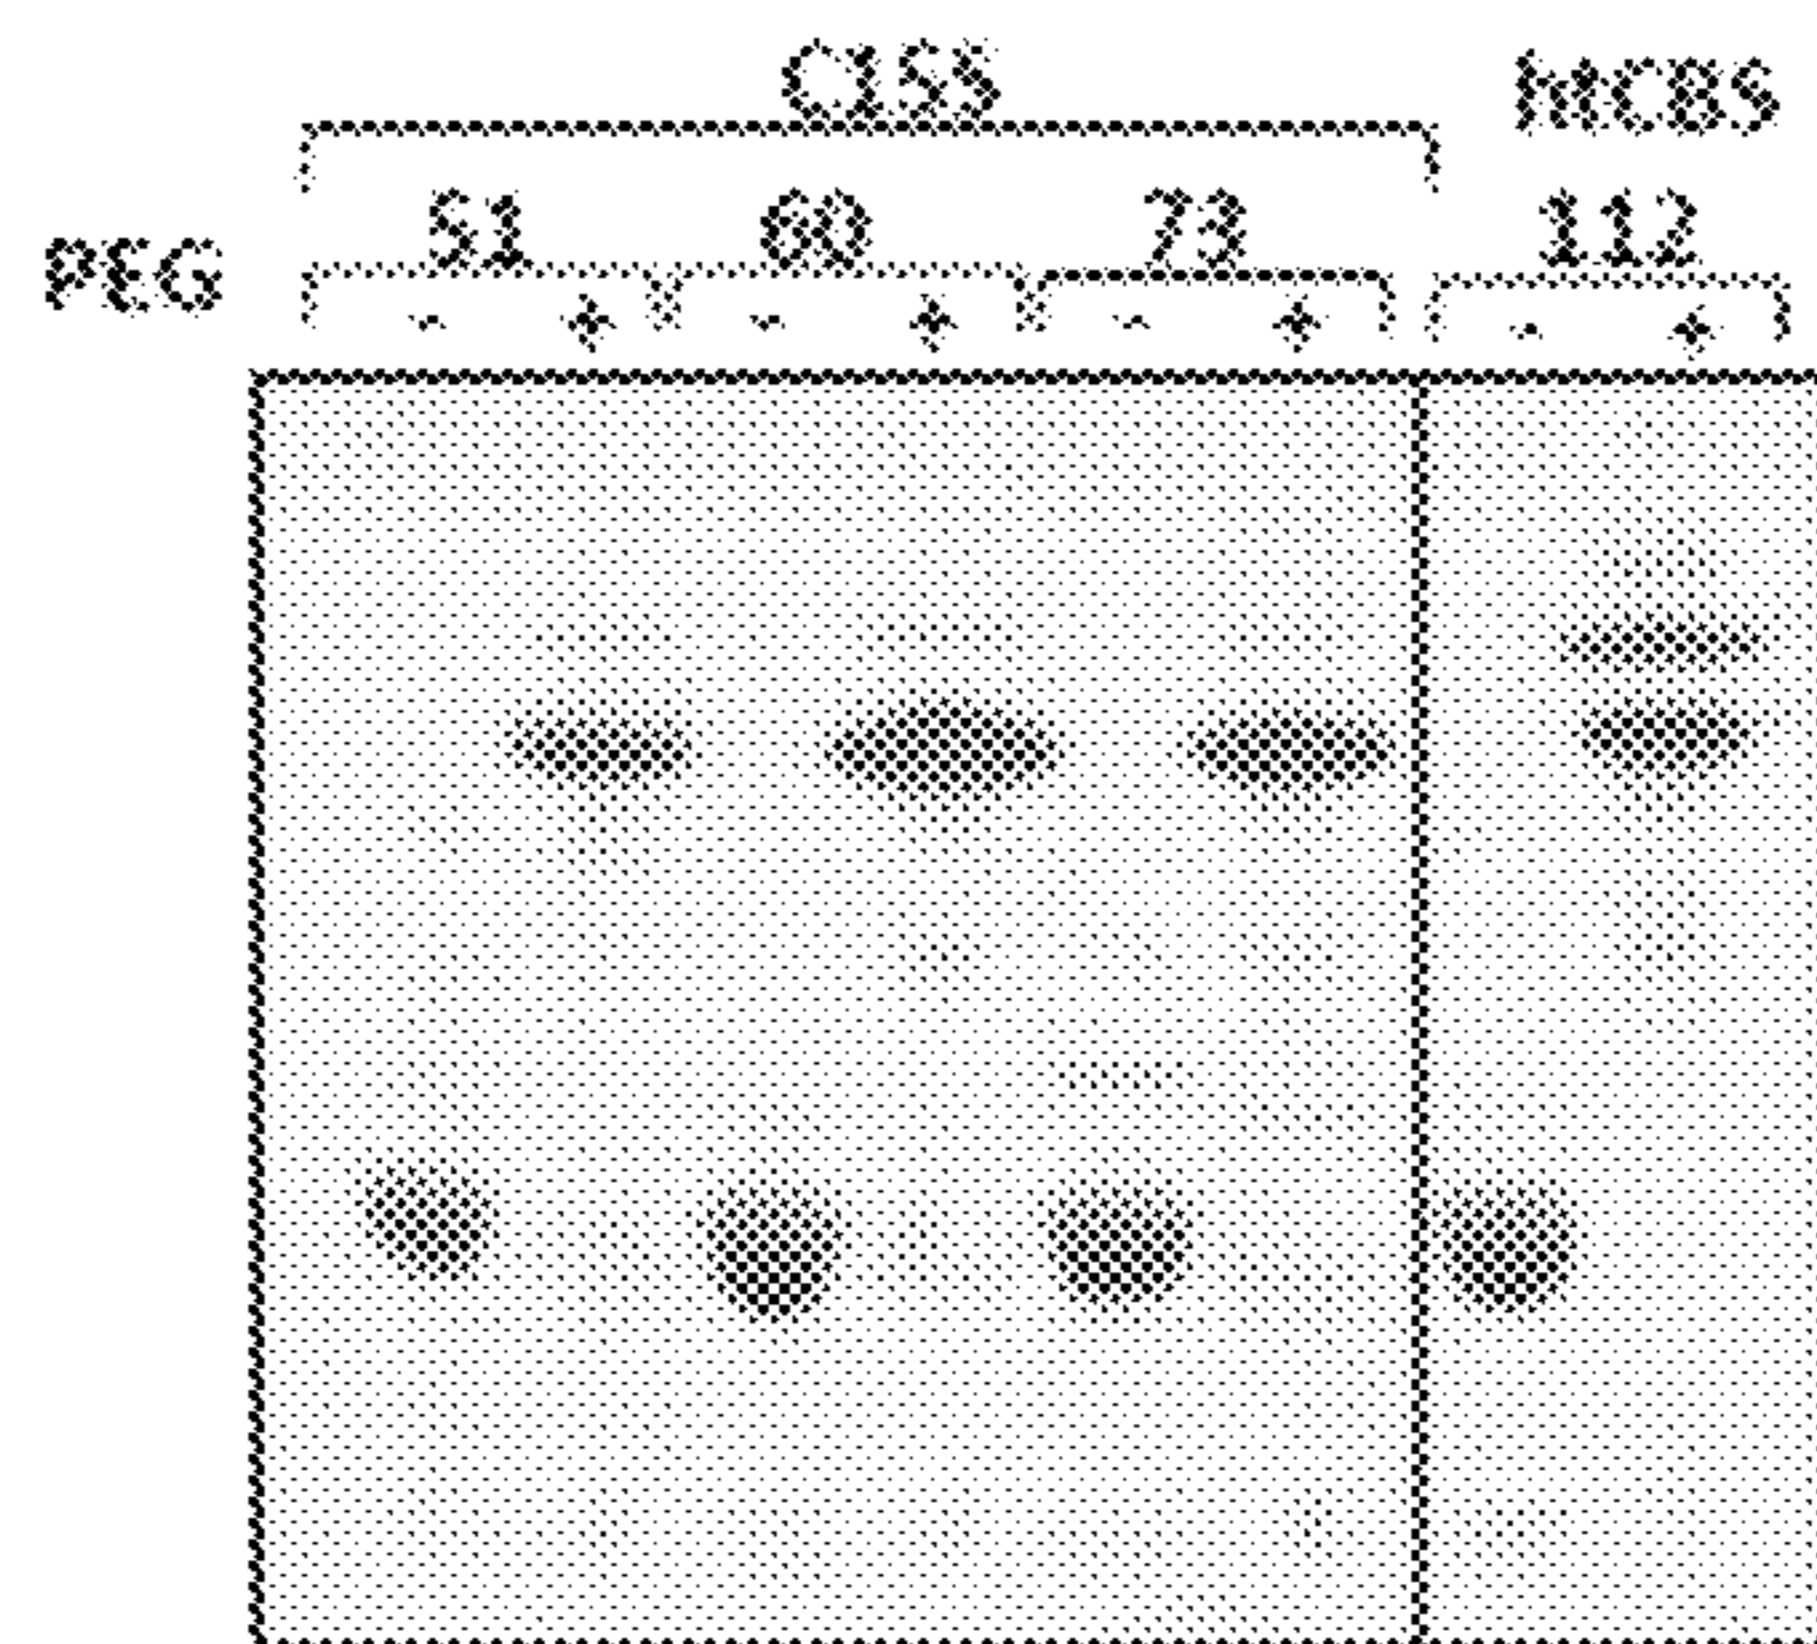 C15S htCBS
51 60 73 112
PEG - + - + - + - +